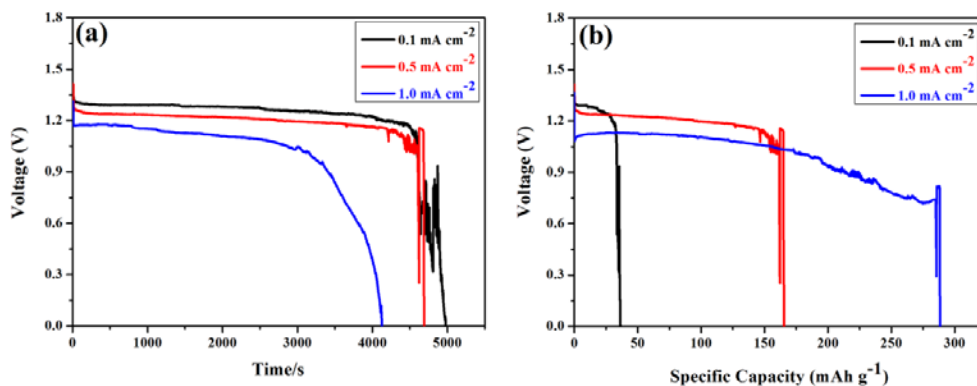 (a)
0.1 mA cm-2
0.5 mA cm-2
1.0 mA cm-2
Voltage (V)
1.8
1.5
1.2
0.9
0.6
0.3
0.0
0 1000 2000 3000 4000 5000
Time/s
(b)
0.1 mA cm-2
0.5 mA cm-2
1.0 mA cm-2
Voltage (V)
1.8
1.5
1.2
0.9
0.6
0.3
0.0
0 50 100 150 200 250 300
Specific Capacity (mAh g-1)